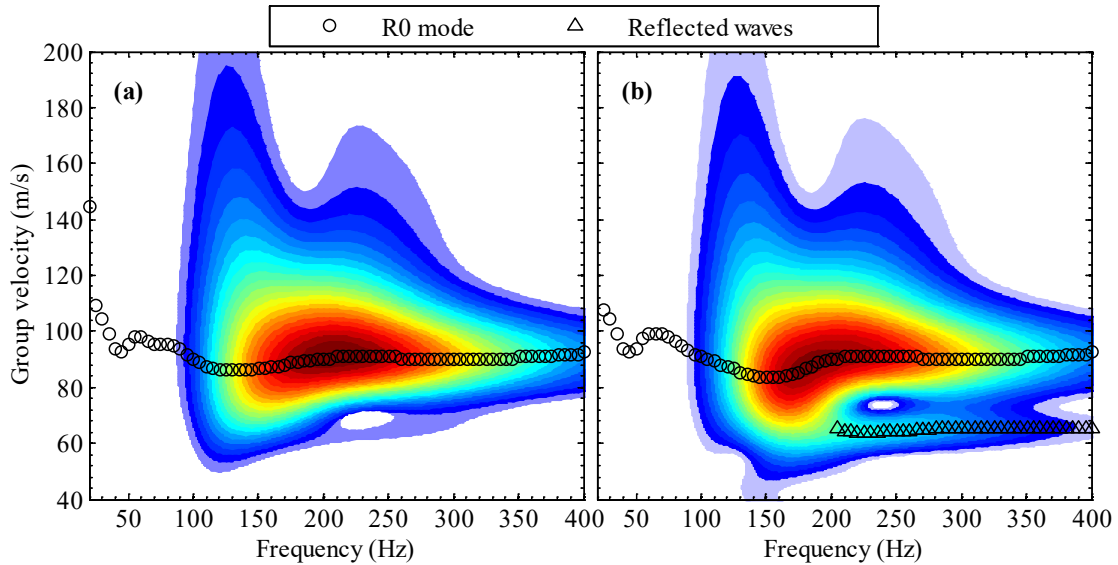 R0 mode
Reflected waves
200
180
160
140
120
100
80
60
40
Group velocity (m/s)
(a)
(b)
50 100 150 200 250 300 350 400
50 100 150 200 250 300 350 400
Frequency (Hz)
Frequency (Hz)